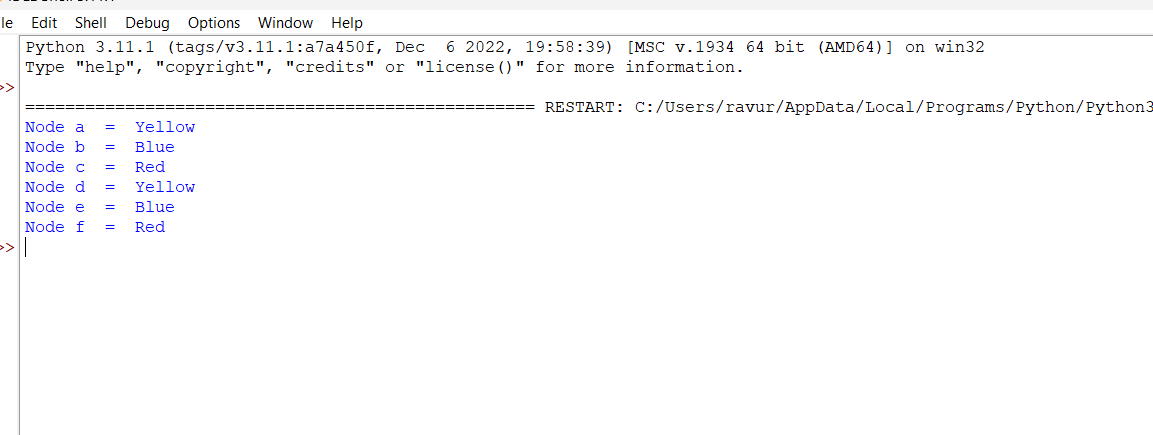 le Edit Shell Debug Options Window Help
Python 3.11.1 (tags/v3.11.1:a7a450f, Dec  6 2022, 19:58:39) [MSC v.1934 64 bit (AMD64)] on win32
Type "help", "copyright", "credits" or "license()" for more information.
>>
=================================================== RESTART: C:/Users/ravur/AppData/Local/Programs/Python/Python3
Node a  =  Yellow
Node b  =  Blue
Node c  =  Red
Node d  =  Yellow
Node e  =  Blue
Node f  =  Red
>>